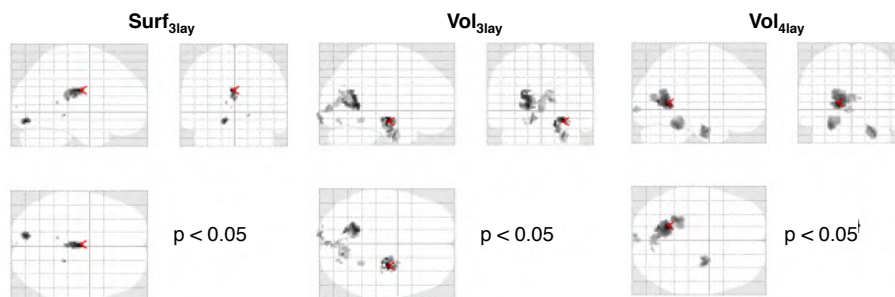 Surf3lay Vol3lay Vol4lay
p < 0.05 p < 0.05 p < 0.05†